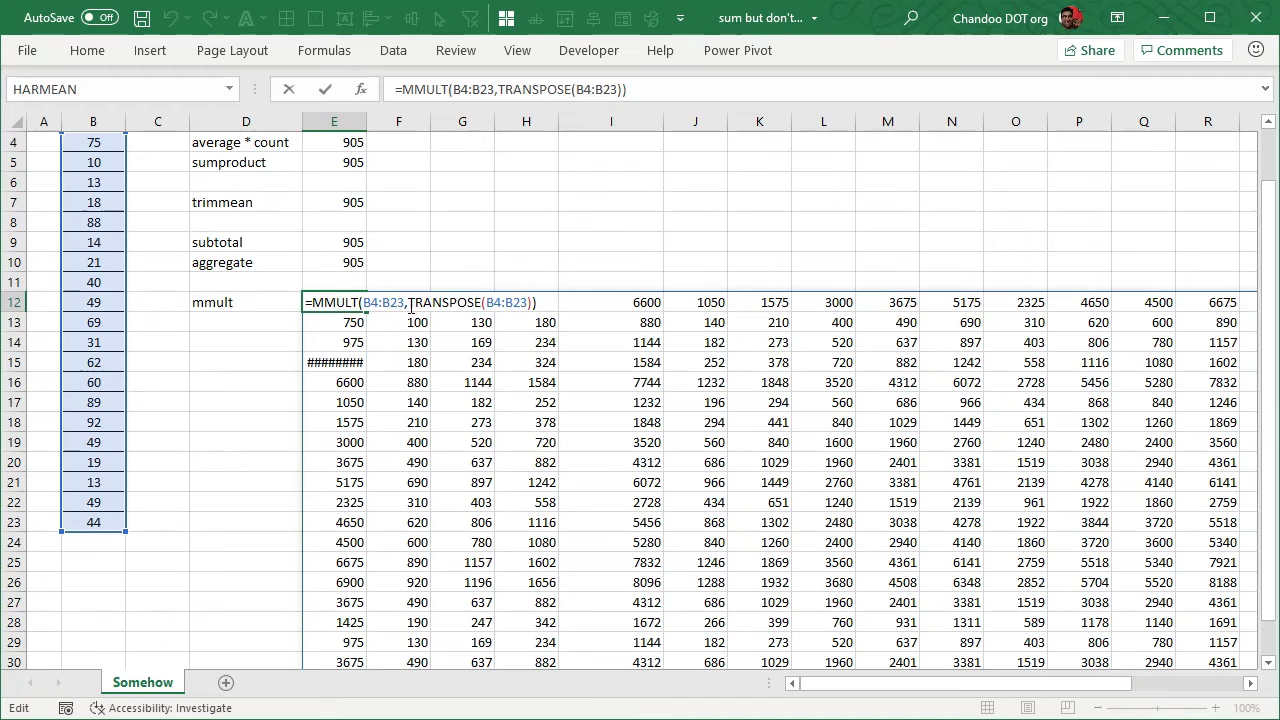 AutoSave Off sum but don't... Chandoo DOT org
File Home Insert Page Layout Formulas Data Review View Developer Help Power Pivot Share Comments
HARMEAN =MMULT(B4:B23,TRANSPOSE(B4:B23))
A B C D E F G H I J K L M N O P Q R
4 75 average * count 905
5 10 sumproduct 905
6 13
7 18 trimmean 905
8 88
9 14 subtotal 905
10 21 aggregate 905
11 40
12 49 mmult =MMULT(B4:B23,TRANSPOSE(B4:B23)) 6600 1050 1575 3000 3675 5175 2325 4650 4500 6675
13 69 750 100 130 180 880 140 210 400 490 690 310 620 600 890
14 31 975 130 169 234 1144 182 273 520 637 897 403 806 780 1157
15 62 ######## 180 234 324 1584 252 378 720 882 1242 558 1116 1080 1602
16 60 6600 880 1144 1584 7744 1232 1848 3520 4312 6072 2728 5456 5280 7832
17 89 1050 140 182 252 1232 196 294 560 686 966 434 868 840 1246
18 92 1575 210 273 378 1848 294 441 840 1029 1449 651 1302 1260 1869
19 49 3000 400 520 720 3520 560 840 1600 1960 2760 1240 2480 2400 3560
20 19 3675 490 637 882 4312 686 1029 1960 2401 3381 1519 3038 2940 4361
21 13 5175 690 897 1242 6072 966 1449 2760 3381 4761 2139 4278 4140 6141
22 49 2325 310 403 558 2728 434 651 1240 1519 2139 961 1922 1860 2759
23 44 4650 620 806 1116 5456 868 1302 2480 3038 4278 1922 3844 3720 5518
24 4500 600 780 1080 5280 840 1260 2400 2940 4140 1860 3720 3600 5340
25 6675 890 1157 1602 7832 1246 1869 3560 4361 6141 2759 5518 5340 7921
26 6900 920 1196 1656 8096 1288 1932 3680 4508 6348 2852 5704 5520 8188
27 3675 490 637 882 4312 686 1029 1960 2401 3381 1519 3038 2940 4361
28 1425 190 247 342 1672 266 399 760 931 1311 589 1178 1140 1691
29 975 130 169 234 1144 182 273 520 637 897 403 806 780 1157
30 3675 490 637 882 4312 686 1029 1960 2401 3381 1519 3038 2940 4361
Somehow
Edit Accessibility: Investigate 100%